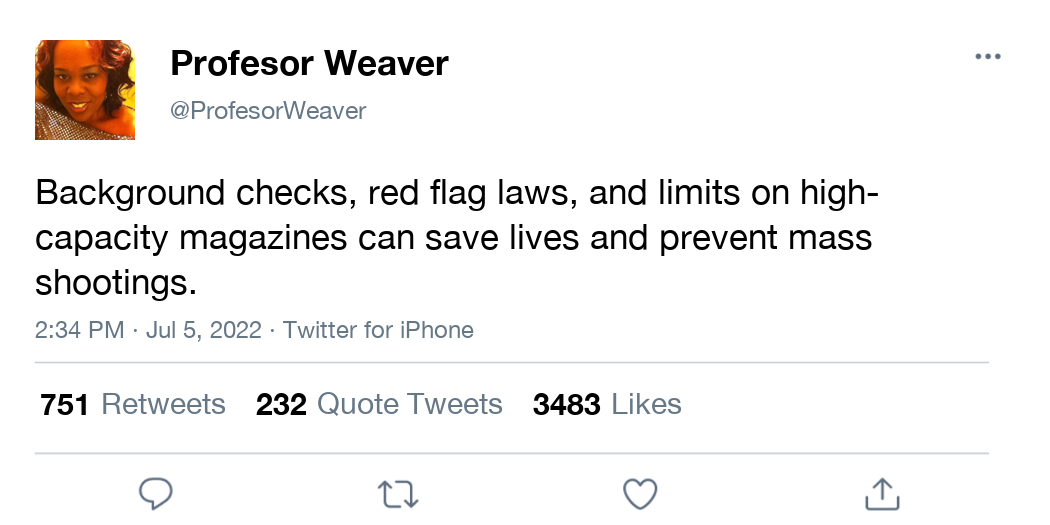 Profesor Weaver
@ProfesorWeaver
Background checks, red flag laws, and limits on high-
capacity magazines can save lives and prevent mass
shootings.
2:34 PM · Jul 5, 2022 · Twitter for iPhone
751 Retweets 232 Quote Tweets 3483 Likes